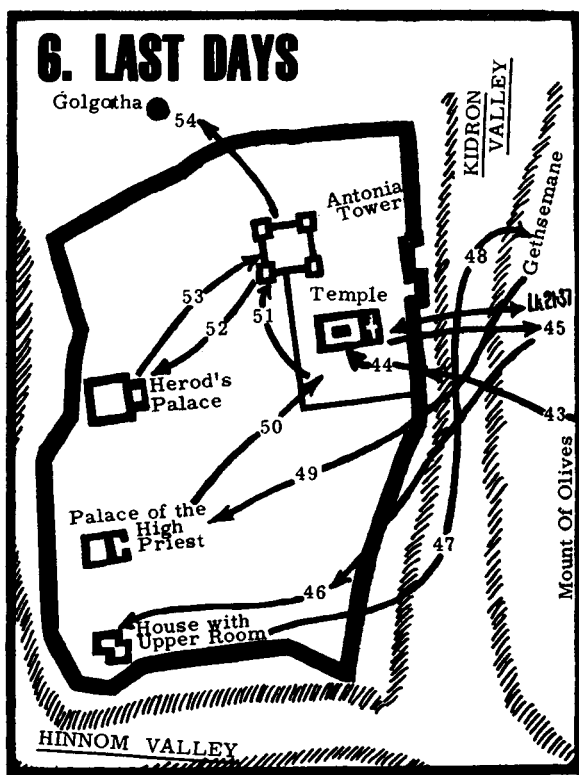 6. LAST DAYS
Golgotha
54
KIDRON
VALLEY
Antonia
Tower
Gethsemane
48
53
52
51
Temple
Lk.21:37
45
44
43
Herod's
Palace
50
49
Mount Of Olives
Palace of the
High
Priest
47
46
House with
Upper Room
HINNOM VALLEY